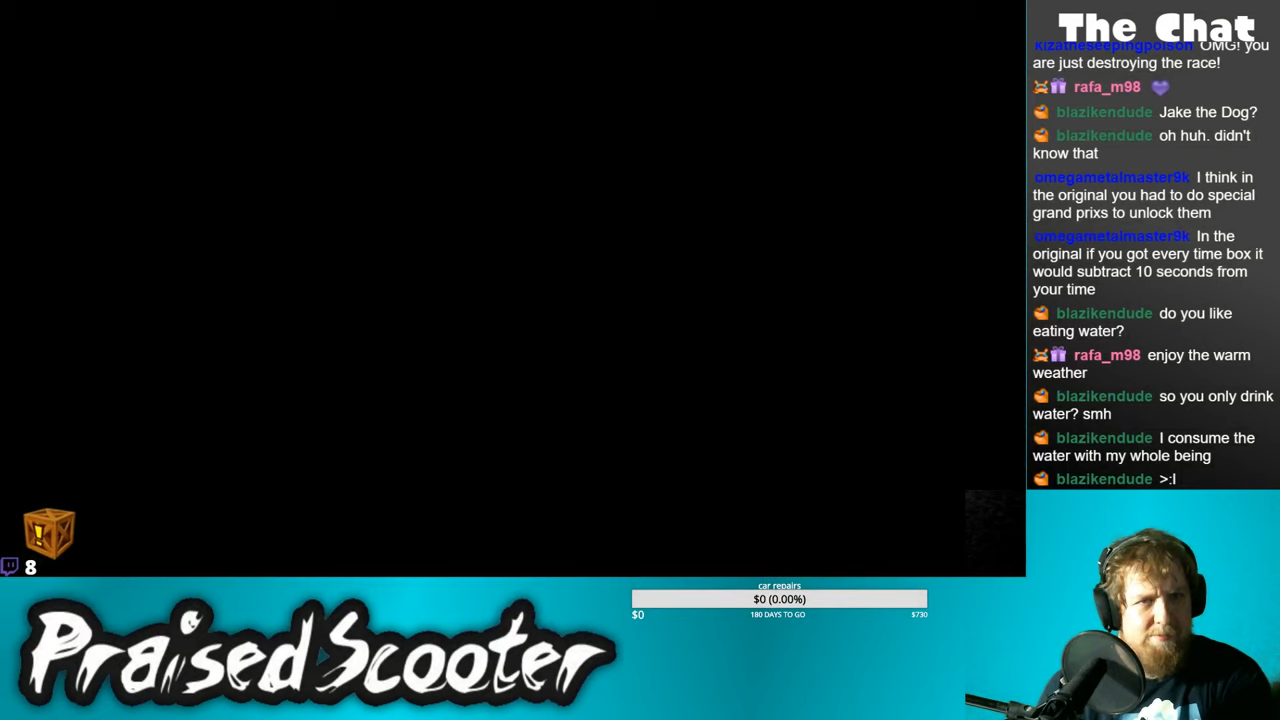 The Chat
kizatheseepingpoison OMG! you
are just destroying the race!
rafa_m98
blazikendude Jake the Dog?
blazikendude oh huh. didn't
know that
omegametalmaster9k I think in
the original you had to do special
grand prixs to unlock them
omegametalmaster9k In the
original if you got every time box it
would subtract 10 seconds from
your time
blazikendude do you like
eating water?
rafa_m98 enjoy the warm
weather
blazikendude so you only drink
water? smh
blazikendude I consume the
water with my whole being
blazikendude >:I
!
8
car repairs
$0 (0.00%)
$0 180 DAYS TO GO $730
PraisedScooter